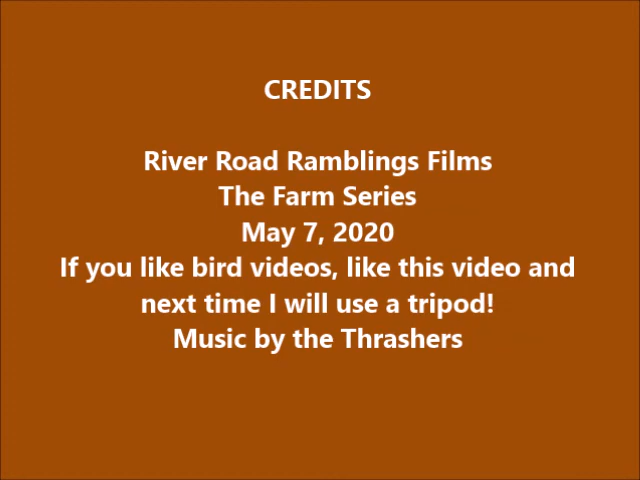 CREDITS
River Road Ramblings Films
The Farm Series
May 7, 2020
If you like bird videos, like this video and
next time I will use a tripod!
Music by the Thrashers